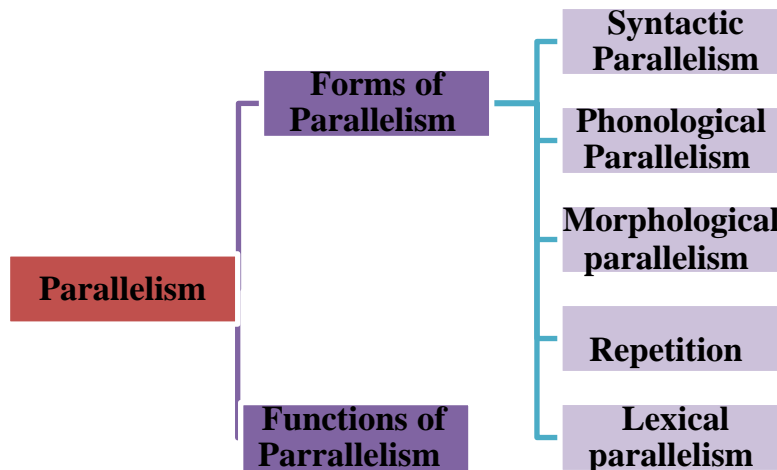 Parallelism
Forms of
Parallelism
Syntactic
Parallelism
Phonological
Parallelism
Morphological
parallelism
Repetition
Lexical
parallelism
Functions of
Parrallelism